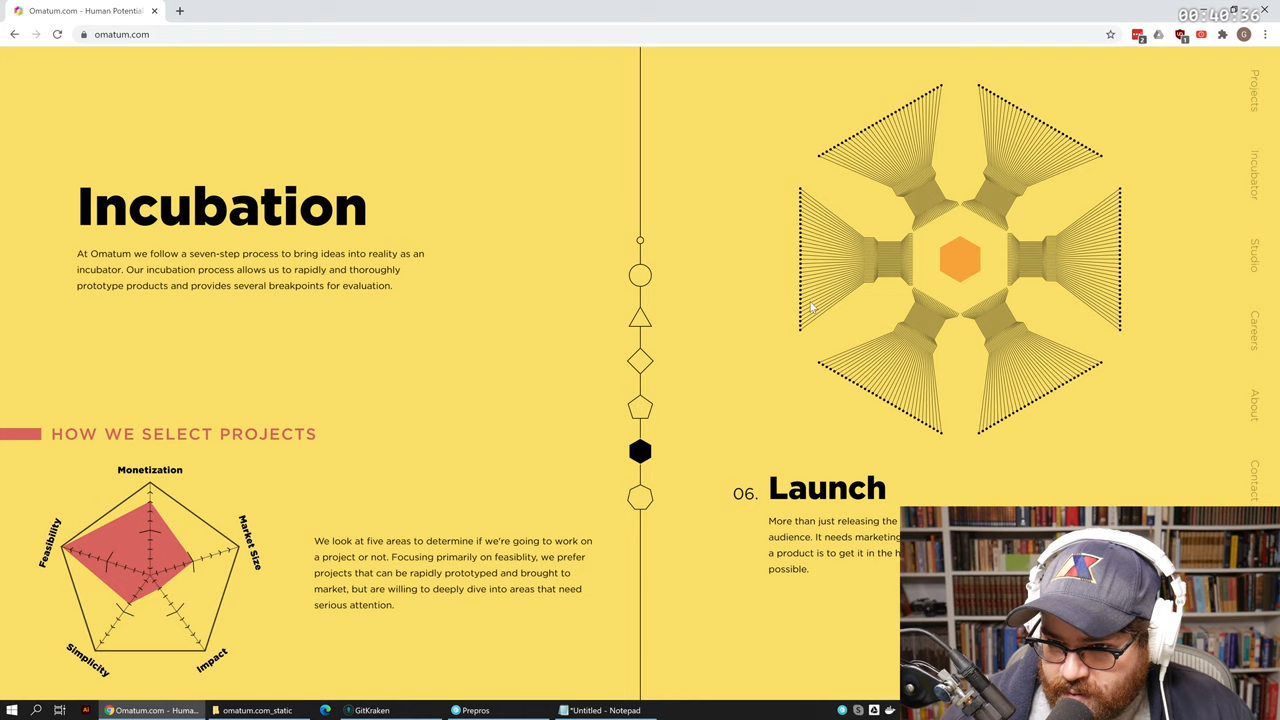 Omatum.com - Human Potential
00:40:36
omatum.com
2
1
G
Projects
Incubator
Studio
Careers
About
Contact
Incubation
At Omatum we follow a seven-step process to bring ideas into reality as an
incubator. Our incubation process allows us to rapidly and thoroughly
prototype products and provides several breakpoints for evaluation.
HOW WE SELECT PROJECTS
Monetization
Market Size
Impact
Simplicity
Feasibility
We look at five areas to determine if we're going to work on
a project or not. Focusing primarily on feasiblity, we prefer
projects that can be rapidly prototyped and brought to
market, but are willing to deeply dive into areas that need
serious attention.
06. Launch
More than just releasing the
audience. It needs marketing
a product is to get it in the h
possible.
Ai
Omatum.com - Huma...
omatum.com_static
GitKraken
Prepros
*Untitled - Notepad